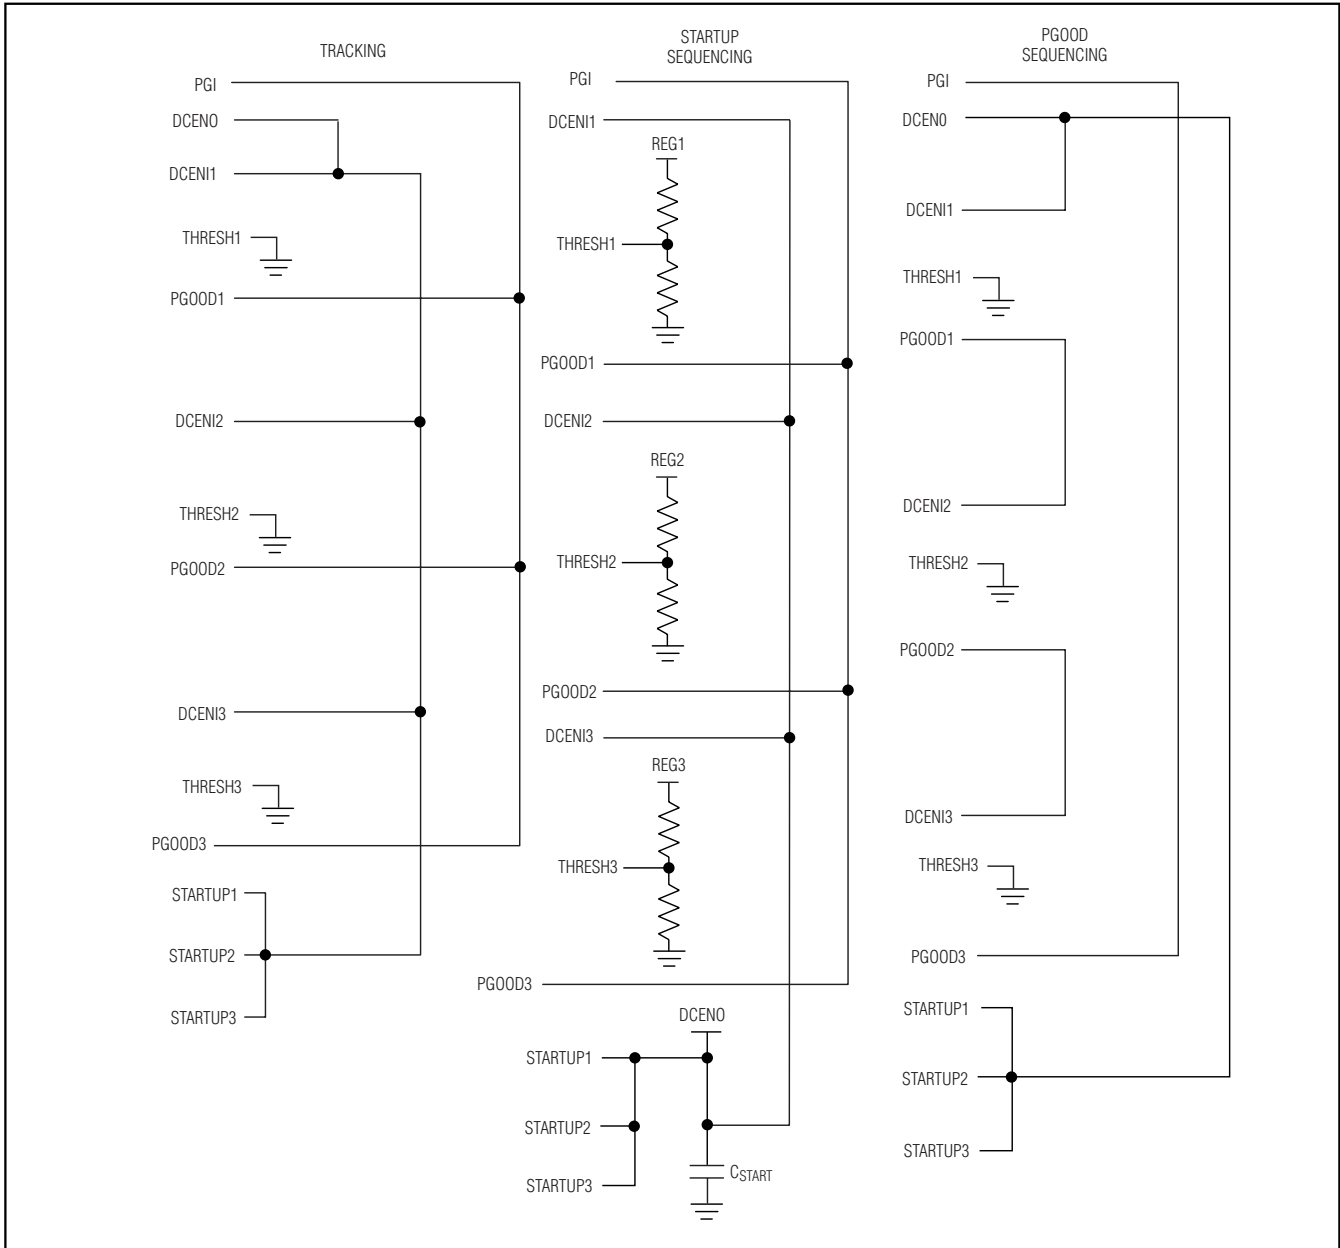 TRACKING
PGI
DCENO
DCENI1
THRESH1
PGOOD1
DCENI2
THRESH2
PGOOD2
DCENI3
THRESH3
PGOOD3
STARTUP1
STARTUP2
STARTUP3
STARTUP
SEQUENCING
PGI
DCENI1
REG1
THRESH1
PGOOD1
DCENI2
REG2
THRESH2
PGOOD2
DCENI3
REG3
THRESH3
PGOOD3
DCENO
STARTUP1
STARTUP2
STARTUP3
CSTART
PGOOD
SEQUENCING
PGI
DCEN0
DCENI1
THRESH1
PGOOD1
DCENI2
THRESH2
PGOOD2
DCENI3
THRESH3
PGOOD3
STARTUP1
STARTUP2
STARTUP3